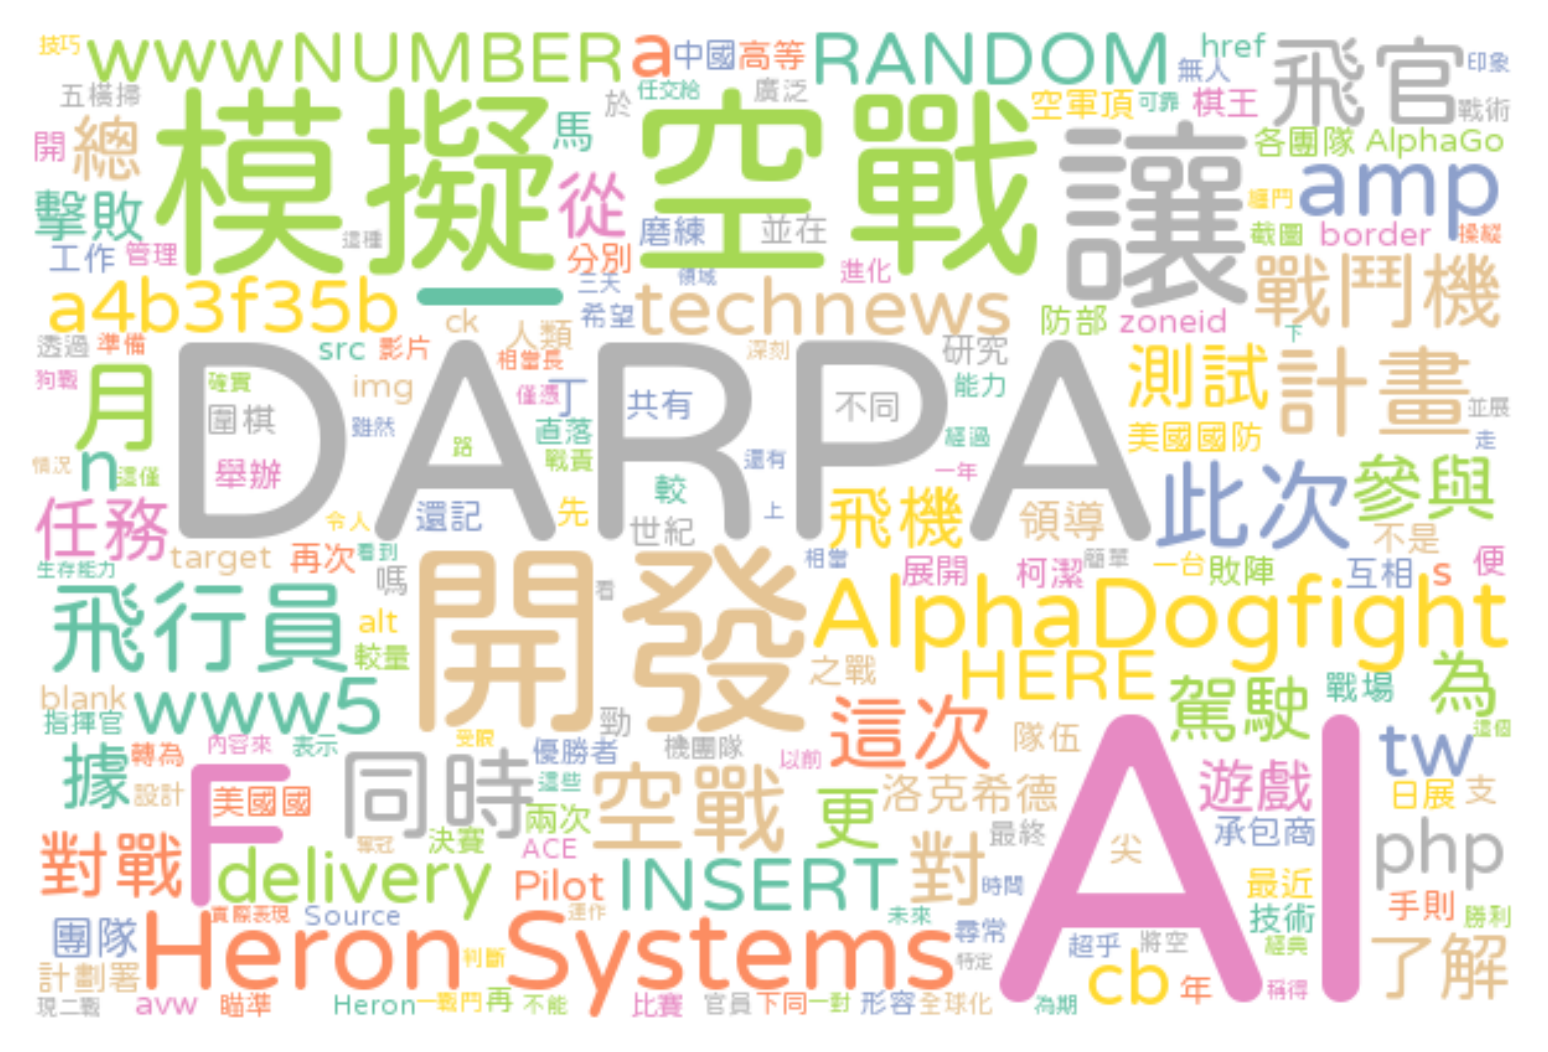 技巧 www NUMBER a 中國 高等 RANDOM 無人 href 飛官 印象
五橫掃 於 任交給 廣泛 空軍頂 可靠 棋王 戰術
開 總 模擬 馬 空戰 讓 各團隊 AlphaGo
擊敗 這種 從 磨練 並在 纏鬥 amp
工作 管理 分別 進化 截圖 border 操縱
a4b3f35b 一 三天 領域 希望 technews 防部 zoneid 下 戰鬥機
透過 準備 src 影片 ck 人類 相當長 深刻 研究 測試 計畫
狗戰 月 確實 img 僅憑 丁 共有 不同 能力 並展
圍棋 雖然 DARPA 直落 經過 美國國防 走
情況 n 這僅 舉辦 路 戰責 較 還有 一年 此次 參與
任務 令人 還記 先 世紀 上 飛機 領導 不是
生存能力 target 再次 看到 嗎 開發 看 相當 展開 柯潔 簡單 一台 敗陣 互相 s 便
飛行員 alt 較量 AlphaDogfight
blank www5 之戰 HERE 駕駛 戰場 為
指揮官 內容來 表示 受限 優勝者 勁 機團隊 以前 這次 隊伍 tw 這個
據 轉為 設計 F 美國國 同時 這些 空戰 更 洛克希德 AI 遊戲 日展 支
對戰 奪冠 決賽 兩次 ACE 對 最終 尖 承包商 php
delivery Pilot INSERT 時間 最近 手則
團隊 實際表現 Source 運作 未來 尋常 超乎 將空 技術 勝利
計劃署 Heron Systems 判斷 特定 cb 經典 了解
現二戰 avw 瞄準 Heron 一戰鬥 再 不能 比賽 官員 下同 一對 形容 全球化 為期 年 稱得